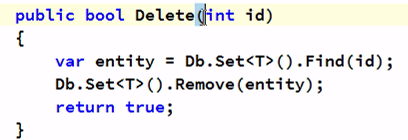 public bool Delete(int id)
{
    var entity = Db.Set<T>().Find(id);
    Db.Set<T>().Remove(entity);
    return true;
}